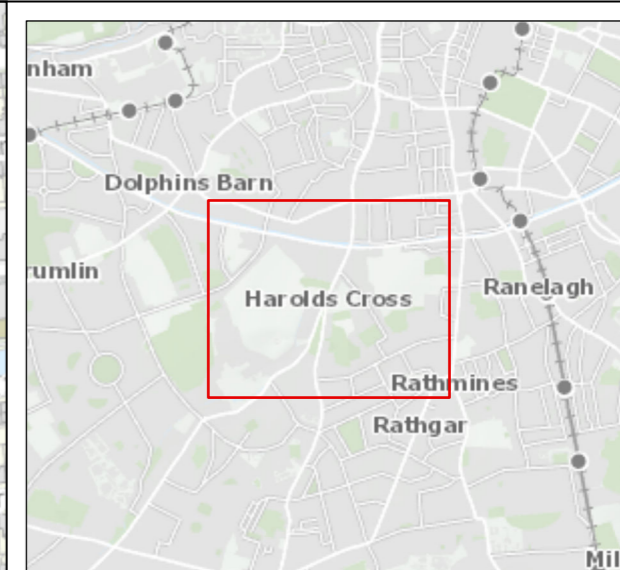 nham
Dolphins Barn
rumlin
Ranelagh
Harolds Cross
Rathmines
Rathgar
Mil